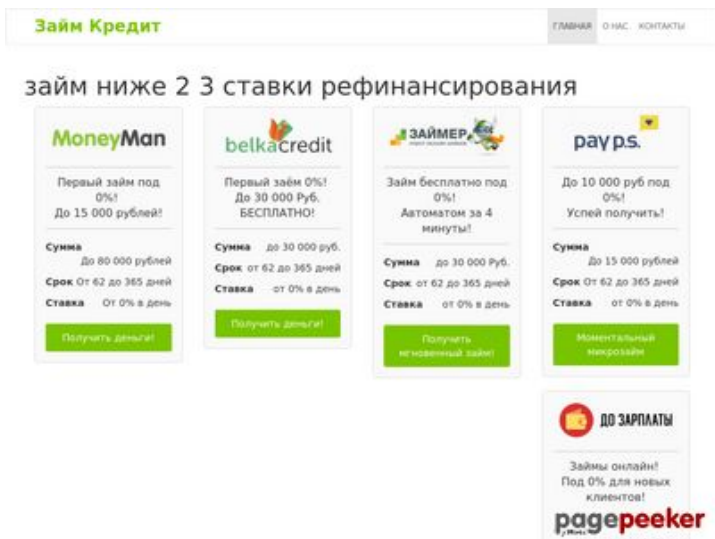 Займ Кредит
ГЛАВНАЯ О НАС КОНТАКТЫ
займ ниже 2 3 ставки рефинансирования
MoneyMan
Первый займ под
0%!
До 15 000 рублей!
Сумма
До 80 000 рублей
Срок От 62 до 365 дней
Ставка От 0% в день
Получить деньги!
belkacredit
Первый заём 0%!
До 30 000 Руб.
БЕСПЛАТНО!
Сумма до 30 000 руб.
Срок от 62 до 365 дней
Ставка от 0% в день
Получить деньги!
ЗАЙМЕР
Займ бесплатно под
0%!
Автоматом за 4
минуты!
Сумма до 30 000 Руб.
Срок от 62 до 365 дней
Ставка от 0% в день
Получить
мгновенный займ!
pay p.s.
До 10 000 руб под
0%!
Успей получить!
Сумма
До 15 000 рублей
Срок От 62 до 365 дней
Ставка от 0% в день
Моментальный
микрозайм
ДО ЗАРПЛАТЫ
Займы онлайн!
Под 0% для новых
клиентов!
pagepeeker